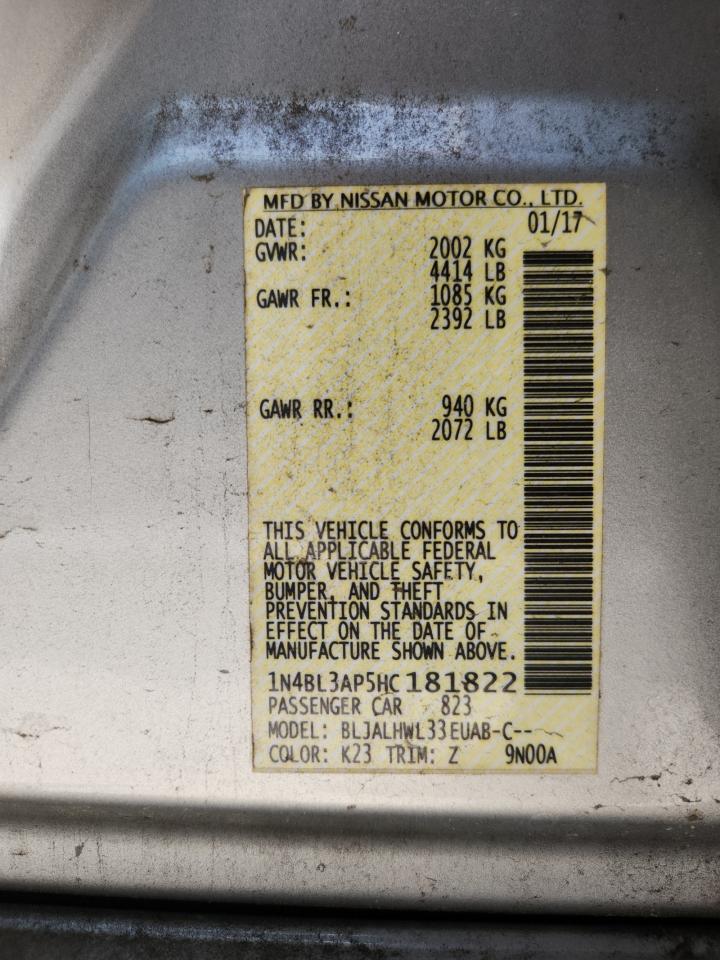 MFD BY NISSAN MOTOR CO., LTD.
DATE: 01/17
GVWR: 2002 KG
4414 LB
GAWR FR.: 1085 KG
2392 LB
GAWR RR.: 940 KG
2072 LB
THIS VEHICLE CONFORMS TO
ALL APPLICABLE FEDERAL
MOTOR VEHICLE SAFETY,
BUMPER, AND THEFT
PREVENTION STANDARDS IN
EFFECT ON THE DATE OF
MANUFACTURE SHOWN ABOVE.
1N4BL3AP5HC181822
PASSENGER CAR 823
MODEL: BLJALHWL33EUAB-C--
COLOR: K23 TRIM: Z 9N00A